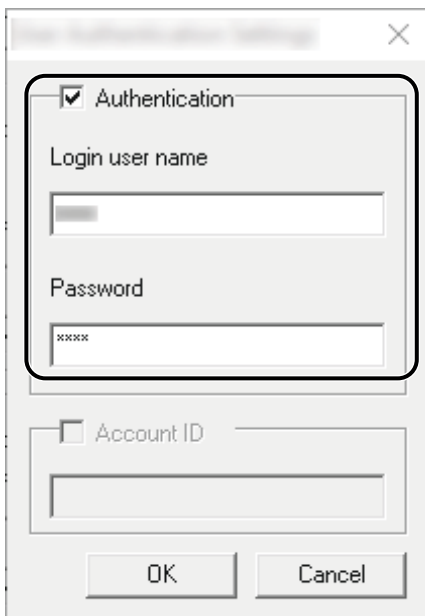 Authentication
Login user name
Password
****
Account ID
OK
Cancel